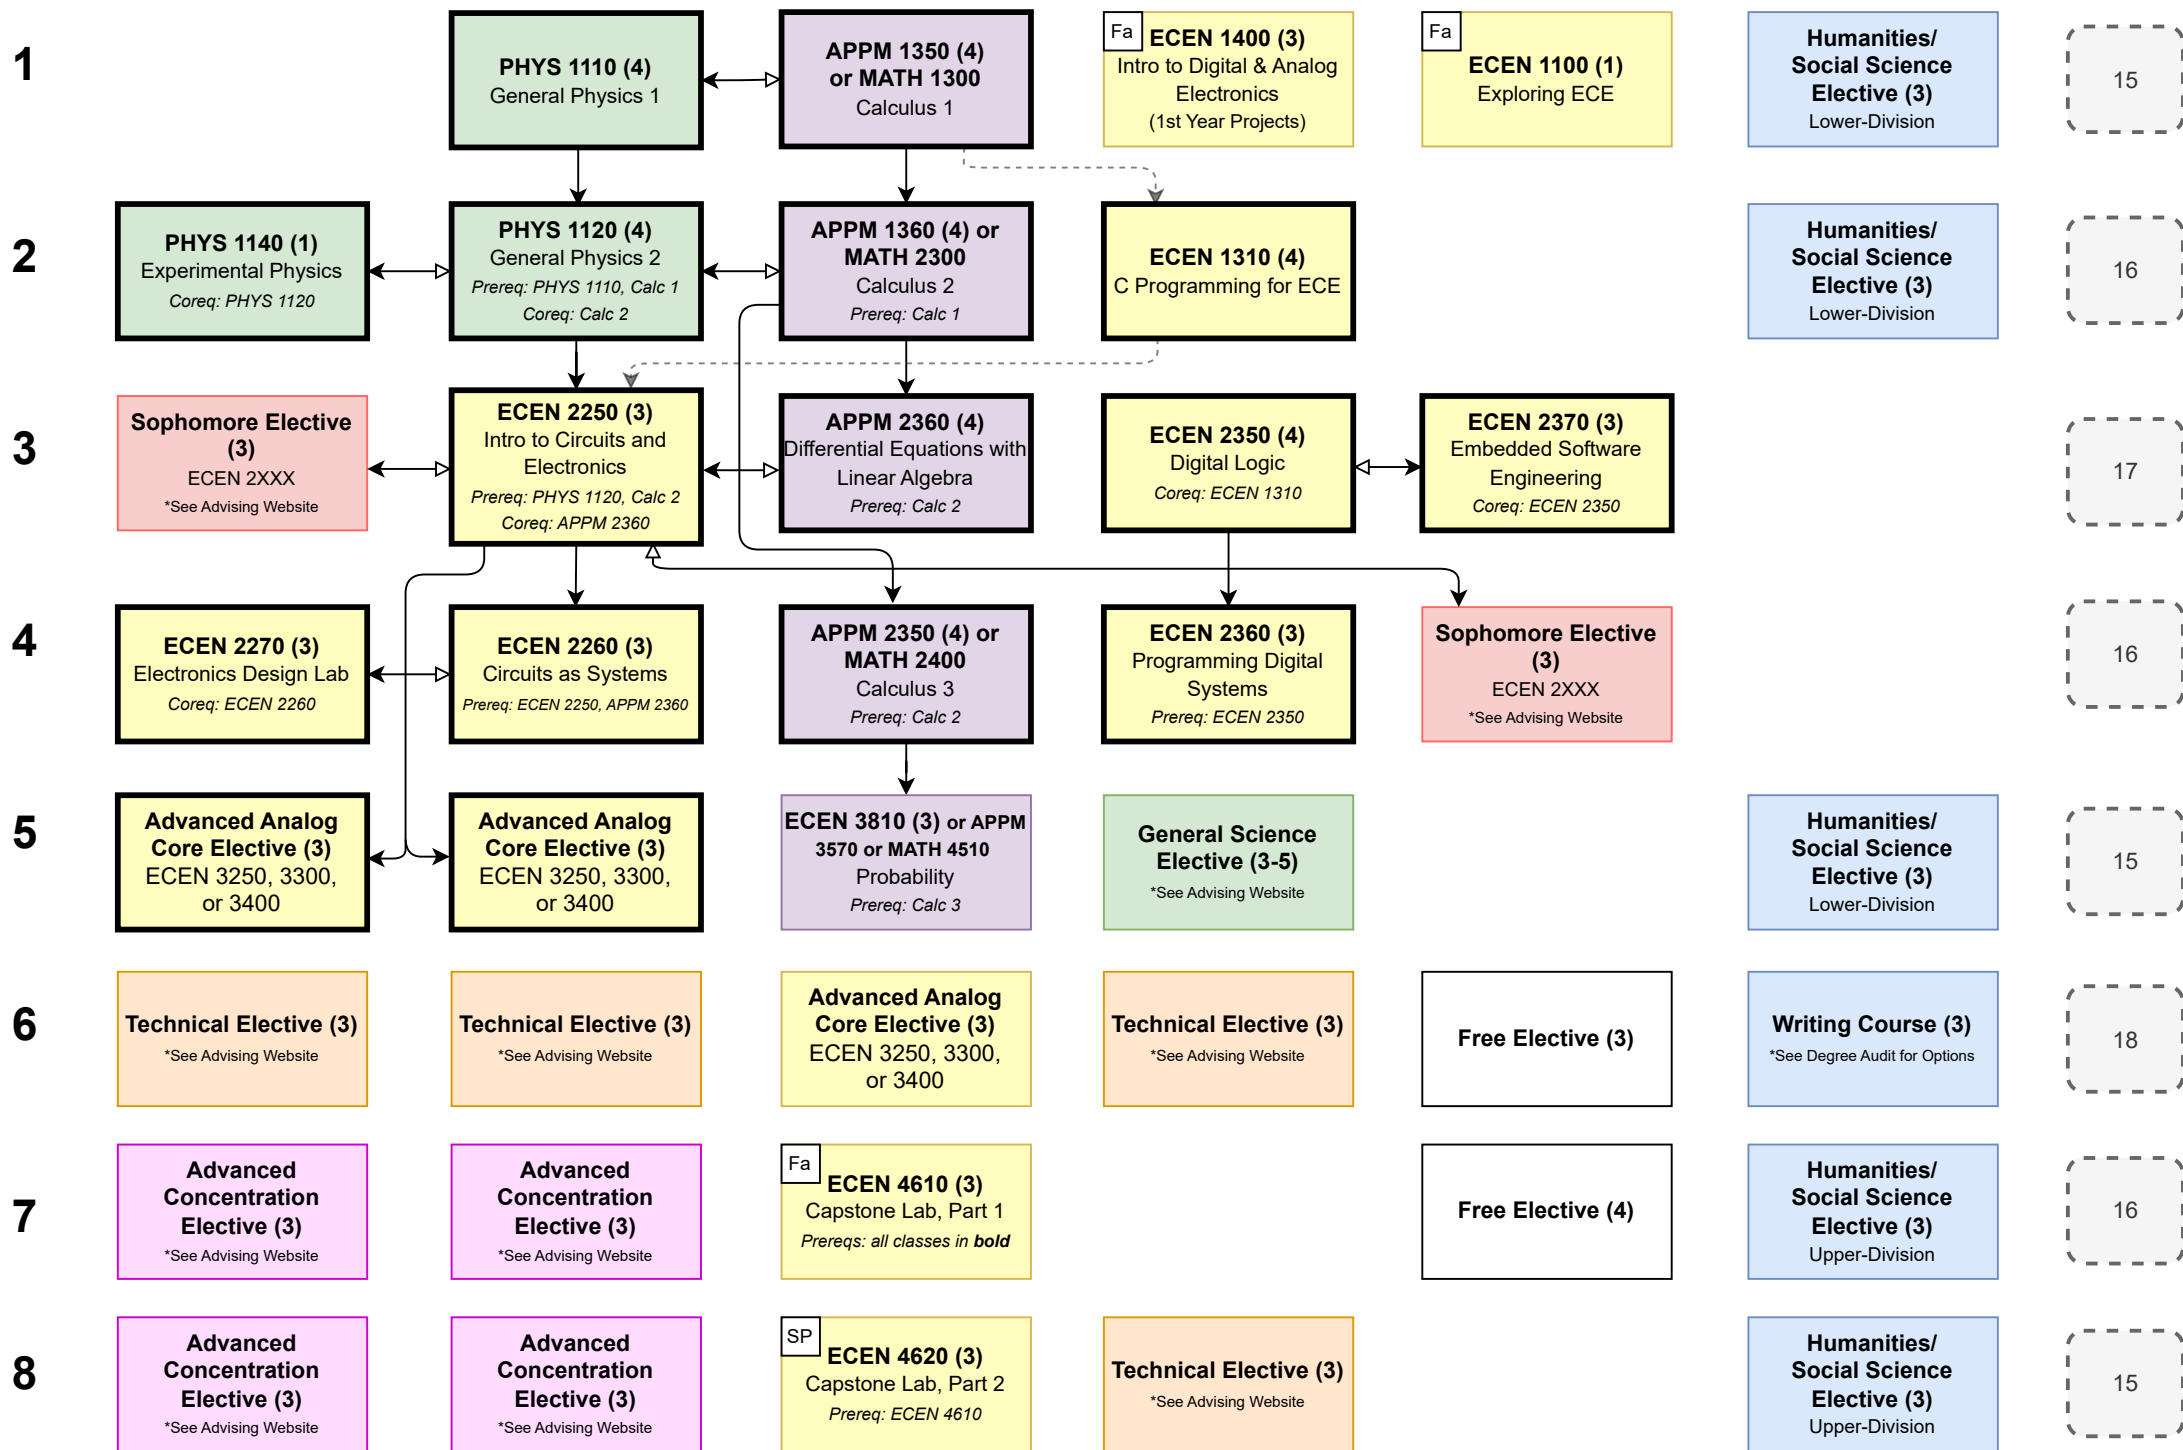 1
PHYS 1110 (4)
General Physics 1
APPM 1350 (4)
or MATH 1300
Calculus 1
Fa
ECEN 1400 (3)
Intro to Digital & Analog
Electronics
(1st Year Projects)
Fa
ECEN 1100 (1)
Exploring ECE
Humanities/
Social Science
Elective (3)
Lower-Division
15
2
PHYS 1140 (1)
Experimental Physics
Coreq: PHYS 1120
PHYS 1120 (4)
General Physics 2
Prereq: PHYS 1110, Calc 1
Coreq: Calc 2
APPM 1360 (4) or
MATH 2300
Calculus 2
Prereq: Calc 1
ECEN 1310 (4)
C Programming for ECE
Humanities/
Social Science
Elective (3)
Lower-Division
16
3
Sophomore Elective
(3)
ECEN 2XXX
*See Advising Website
ECEN 2250 (3)
Intro to Circuits and
Electronics
Prereq: PHYS 1120, Calc 2
Coreq: APPM 2360
APPM 2360 (4)
Differential Equations with
Linear Algebra
Prereq: Calc 2
ECEN 2350 (4)
Digital Logic
Coreq: ECEN 1310
ECEN 2370 (3)
Embedded Software
Engineering
Coreq: ECEN 2350
17
4
ECEN 2270 (3)
Electronics Design Lab
Coreq: ECEN 2260
ECEN 2260 (3)
Circuits as Systems
Prereq: ECEN 2250, APPM 2360
APPM 2350 (4) or
MATH 2400
Calculus 3
Prereq: Calc 2
ECEN 2360 (3)
Programming Digital
Systems
Prereq: ECEN 2350
Sophomore Elective
(3)
ECEN 2XXX
*See Advising Website
16
5
Advanced Analog
Core Elective (3)
ECEN 3250, 3300,
or 3400
Advanced Analog
Core Elective (3)
ECEN 3250, 3300,
or 3400
ECEN 3810 (3) or APPM
3570 or MATH 4510
Probability
Prereq: Calc 3
General Science
Elective (3-5)
*See Advising Website
Humanities/
Social Science
Elective (3)
Lower-Division
15
6
Technical Elective (3)
*See Advising Website
Technical Elective (3)
*See Advising Website
Advanced Analog
Core Elective (3)
ECEN 3250, 3300,
or 3400
Technical Elective (3)
*See Advising Website
Free Elective (3)
Writing Course (3)
*See Degree Audit for Options
18
7
Advanced
Concentration
Elective (3)
*See Advising Website
Advanced
Concentration
Elective (3)
*See Advising Website
Fa
ECEN 4610 (3)
Capstone Lab, Part 1
Prereqs: all classes in bold
Free Elective (4)
Humanities/
Social Science
Elective (3)
Upper-Division
16
8
Advanced
Concentration
Elective (3)
*See Advising Website
Advanced
Concentration
Elective (3)
*See Advising Website
SP
ECEN 4620 (3)
Capstone Lab, Part 2
Prereq: ECEN 4610
Technical Elective (3)
*See Advising Website
Humanities/
Social Science
Elective (3)
Upper-Division
15